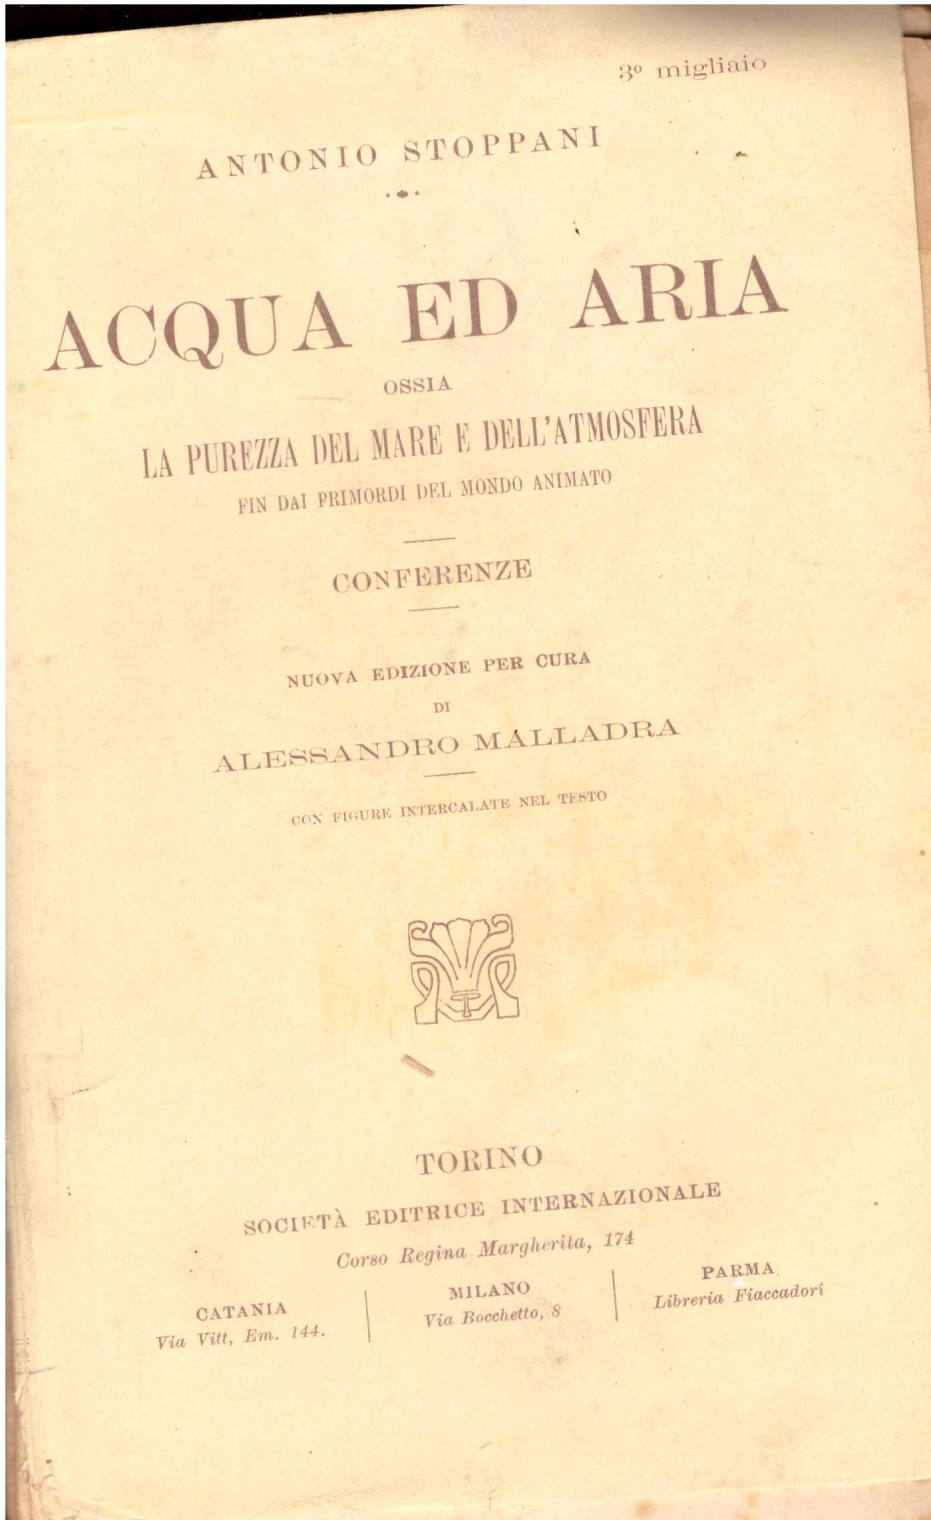 3º migliaio
ANTONIO STOPPANI
ACQUA ED ARIA
OSSIA
LA PUREZZA DEL MARE E DELL'ATMOSFERA
FIN DAI PRIMORDI DEL MONDO ANIMATO
CONFERENZE
NUOVA EDIZIONE PER CURA
DI
ALESSANDRO MALLADRA
CON FIGURE INTERCALATE NEL TESTO
TORINO
SOCIETÀ EDITRICE INTERNAZIONALE
Corso Regina Margherita, 174
CATANIA
Via Vitt, Em. 144.
MILANO
Via Bocchetto, 8
PARMA
Libreria Fiaccadori